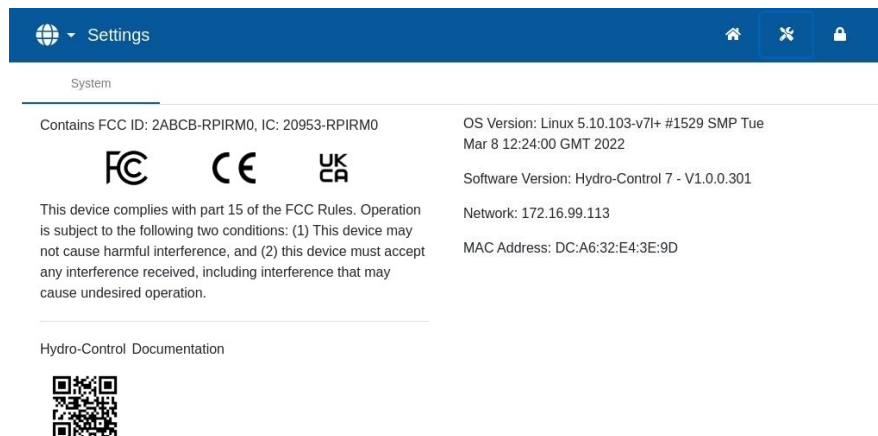 Settings
System
Contains FCC ID: 2ABCB-RPIRM0, IC: 20953-RPIRM0
FC CE UK CA
This device complies with part 15 of the FCC Rules. Operation
is subject to the following two conditions: (1) This device may
not cause harmful interference, and (2) this device must accept
any interference received, including interference that may
cause undesired operation.
Hydro-Control Documentation
OS Version: Linux 5.10.103-v7l+ #1529 SMP Tue
Mar 8 12:24:00 GMT 2022
Software Version: Hydro-Control 7 - V1.0.0.301
Network: 172.16.99.113
MAC Address: DC:A6:32:E4:3E:9D